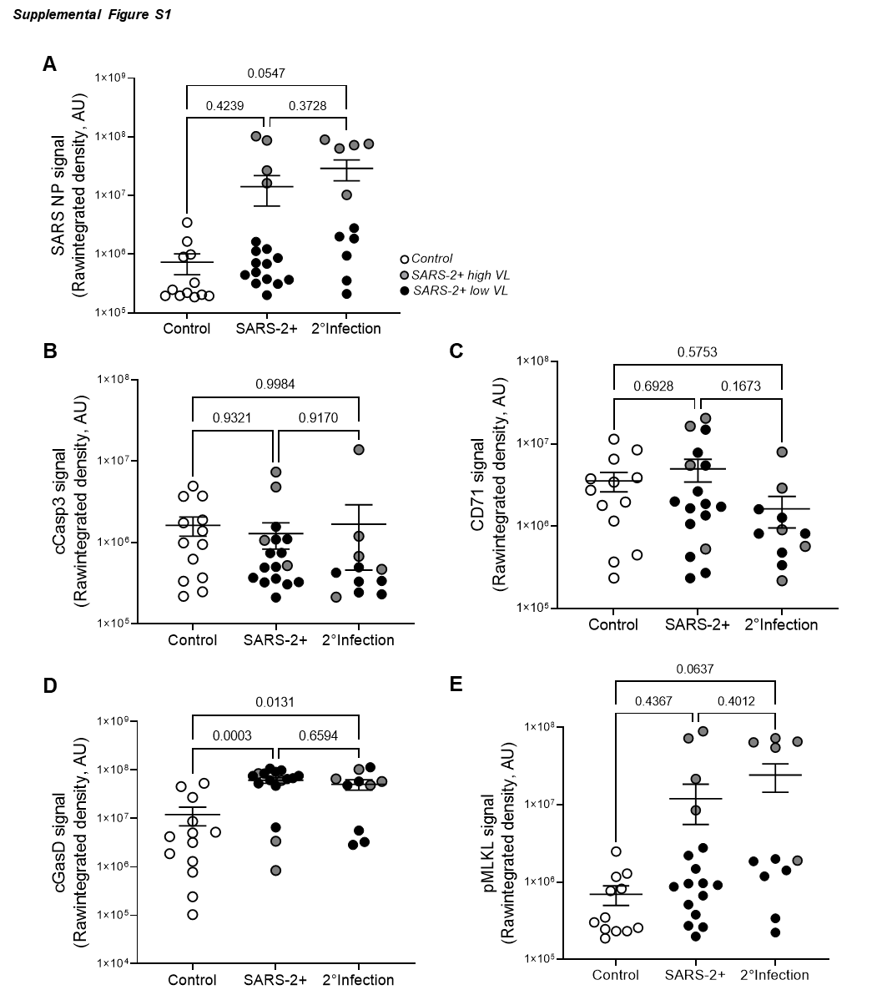 Supplemental Figure S1
A
SARS NP signal
(Rawintegrated density, AU)
1×10⁹
1×10⁸
1×10⁷
1×10⁶
1×10⁵
0.0547
0.4239
0.3728
Control
SARS-2+
2°Infection
Control
SARS-2+ high VL
SARS-2+ low VL
B
cCasp3 signal
(Rawintegrated density, AU)
1×10⁸
1×10⁷
1×10⁶
1×10⁵
0.9984
0.9321
0.9170
Control
SARS-2+
2°Infection
C
CD71 signal
(Rawintegrated density, AU)
1×10⁸
1×10⁷
1×10⁶
1×10⁵
0.5753
0.6928
0.1673
Control
SARS-2+
2°Infection
D
cGasD signal
(Rawintegrated density, AU)
1×10⁹
1×10⁸
1×10⁷
1×10⁶
1×10⁵
1×10⁴
0.0131
0.0003
0.6594
Control
SARS-2+
2°Infection
E
pMLKL signal
(Rawintegrated density, AU)
1×10⁸
1×10⁷
1×10⁶
1×10⁵
0.0637
0.4367
0.4012
Control
SARS-2+
2°Infection